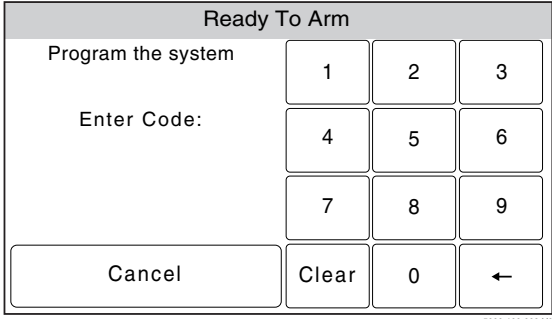 Ready To Arm
Program the system
1 2 3
Enter Code:
4 5 6
7 8 9
Cancel
Clear
0
←